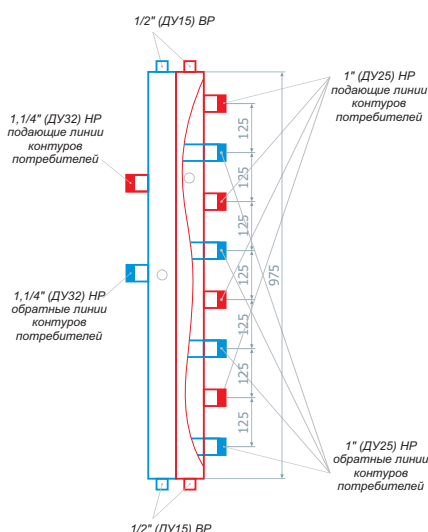 1/2" (ДУ15) ВР
1" (ДУ25) НР
подающие линии
контуров
потребителей
1,1/4" (ДУ32) НР
подающие линии
контуров
потребителей
125
125
125
125
975
125
125
125
1,1/4" (ДУ32) НР
обратные линии
контуров
потребителей
1" (ДУ25) НР
обратные линии
контуров
потребителей
1/2" (ДУ15) ВР